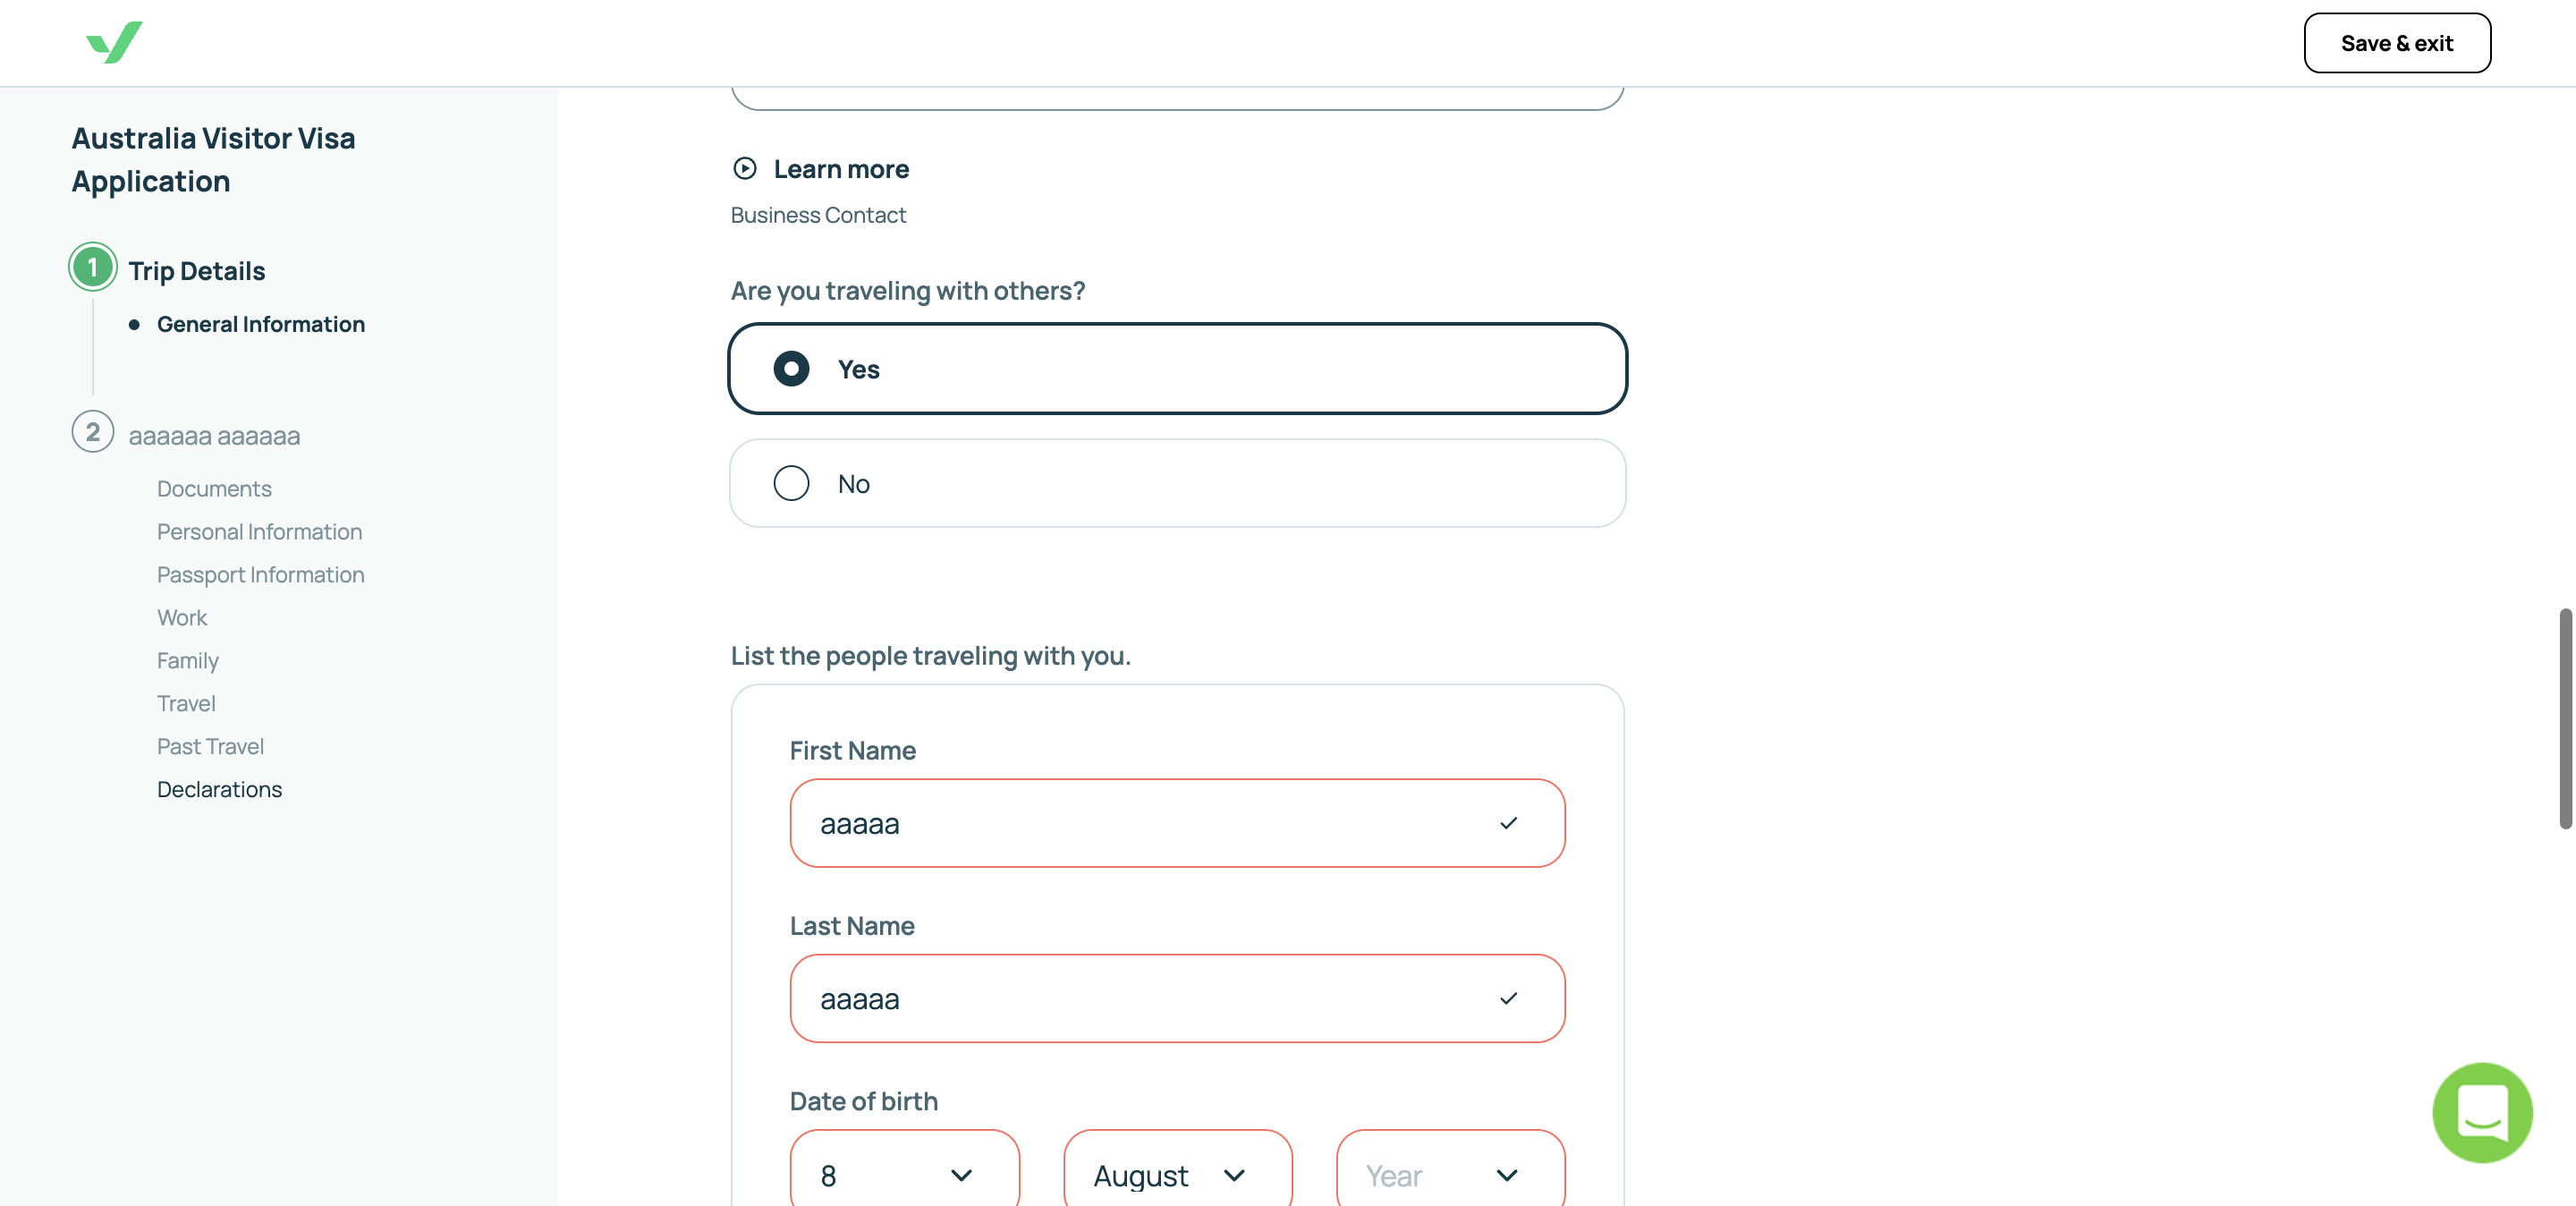 Save & exit
Australia Visitor Visa
Application
1
Trip Details
General Information
2
aaaaaa aaaaaa
Documents
Personal Information
Passport Information
Work
Family
Travel
Past Travel
Declarations
Learn more
Business Contact
Are you traveling with others?
Yes
No
List the people traveling with you.
First Name
aaaaa
Last Name
aaaaa
Date of birth
8
August
Year